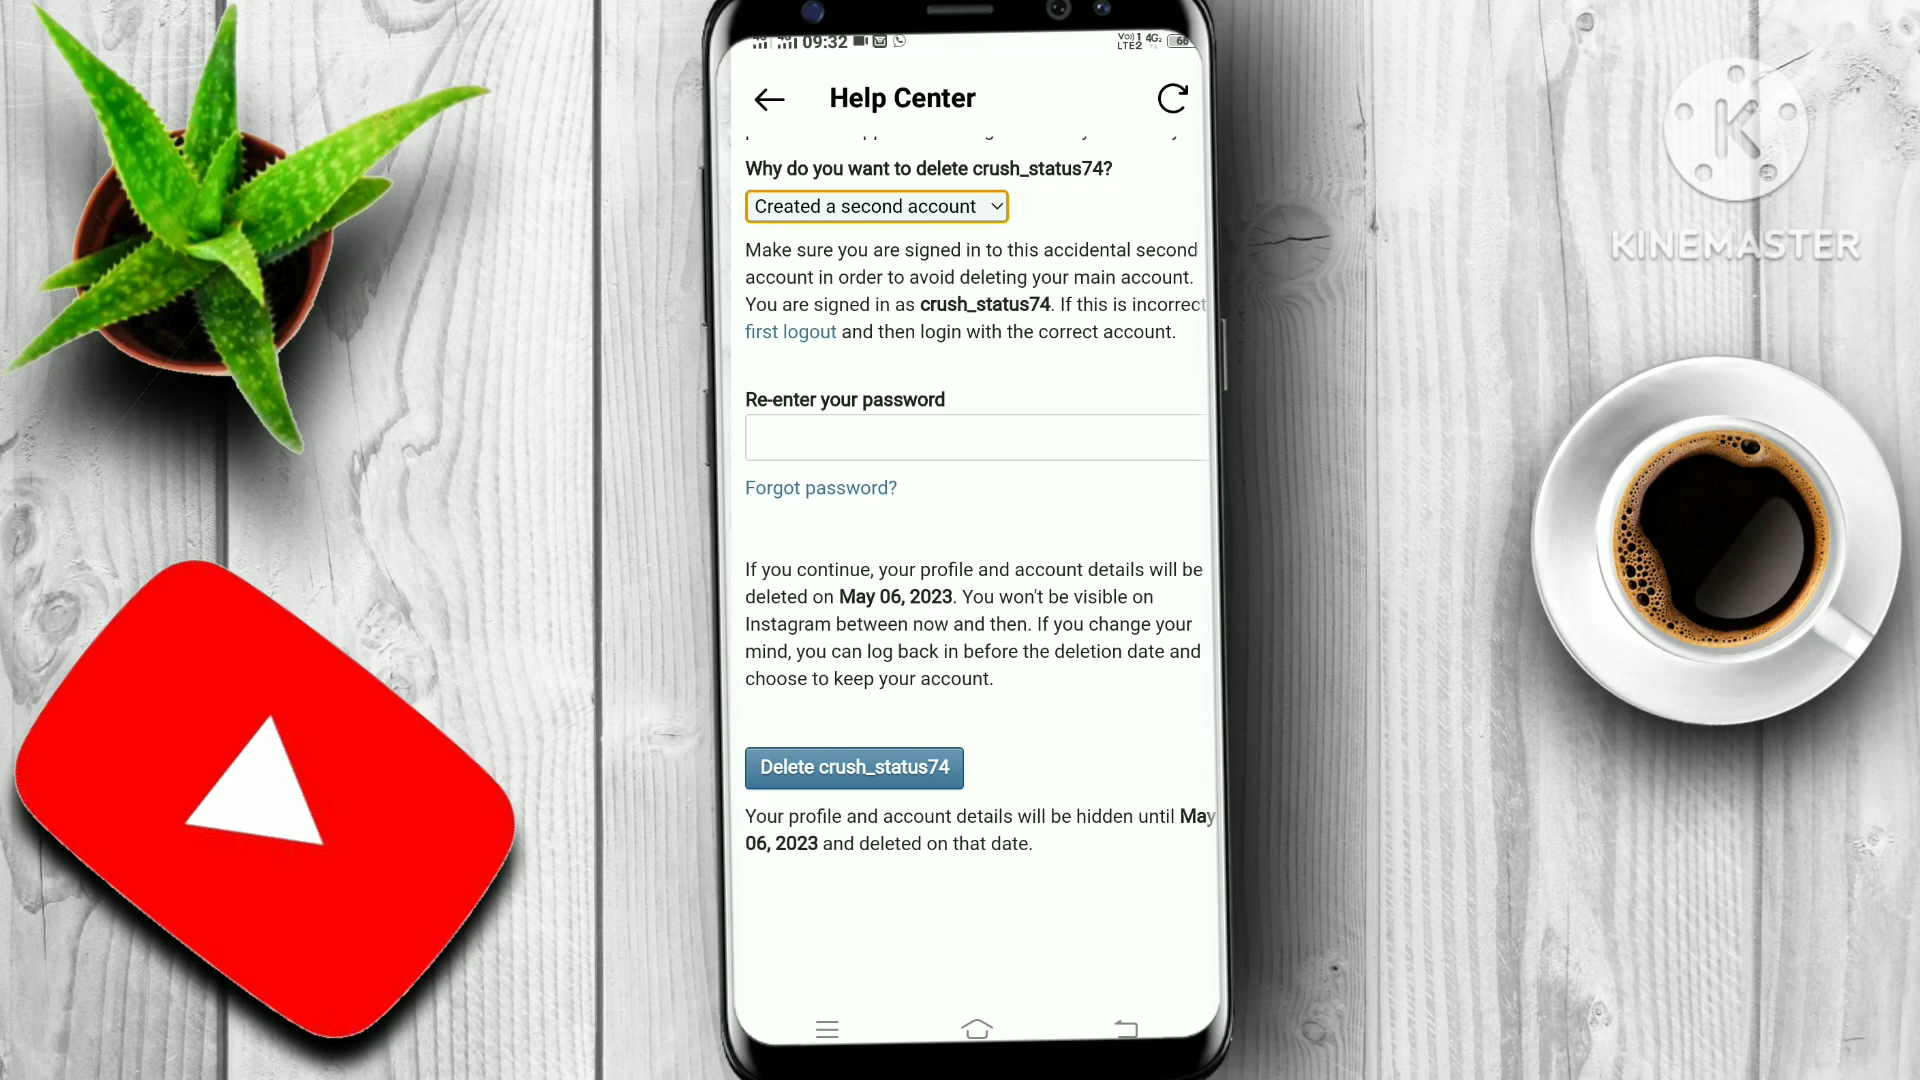 09:32
Vo)) 1 4G2
LTE2
66
Help Center
Why do you want to delete crush_status74?
Created a second account
Make sure you are signed in to this accidental second
account in order to avoid deleting your main account.
You are signed in as crush_status74. If this is incorrect
first logout and then login with the correct account.
Re-enter your password
Forgot password?
If you continue, your profile and account details will be
deleted on May 06, 2023. You won't be visible on
Instagram between now and then. If you change your
mind, you can log back in before the deletion date and
choose to keep your account.
Delete crush_status74
Your profile and account details will be hidden until May
06, 2023 and deleted on that date.
K
KINEMASTER